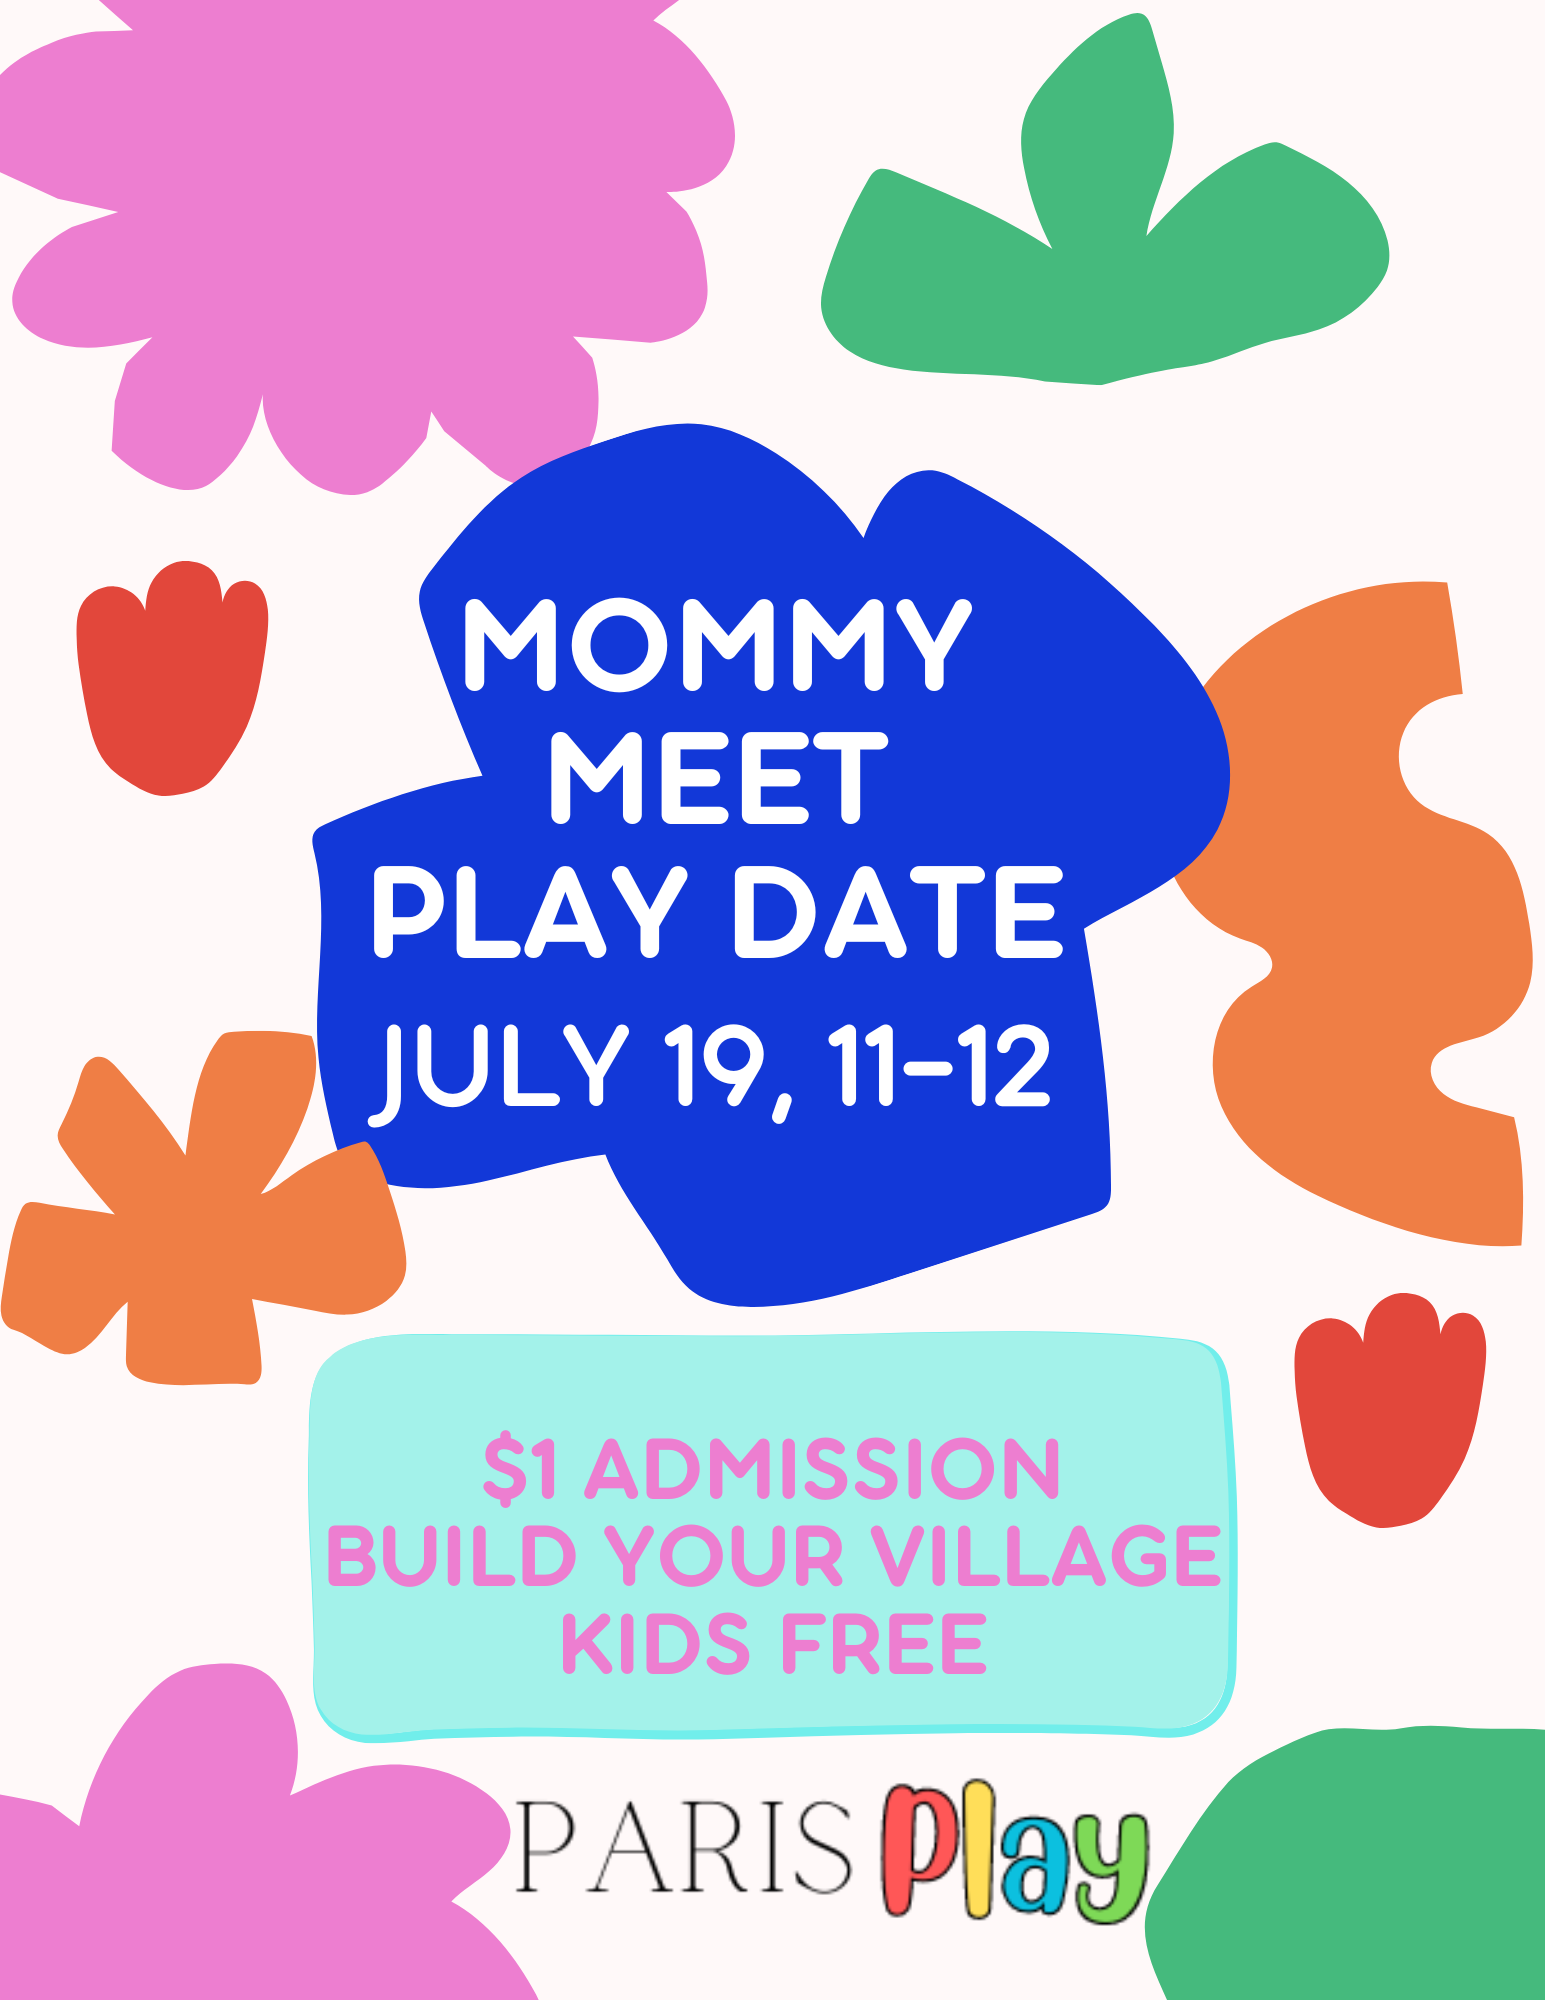 MOMMY
MEET
PLAY DATE
JULY 19, 11-12
$1 ADMISSION
BUILD YOUR VILLAGE
KIDS FREE
PARIS play